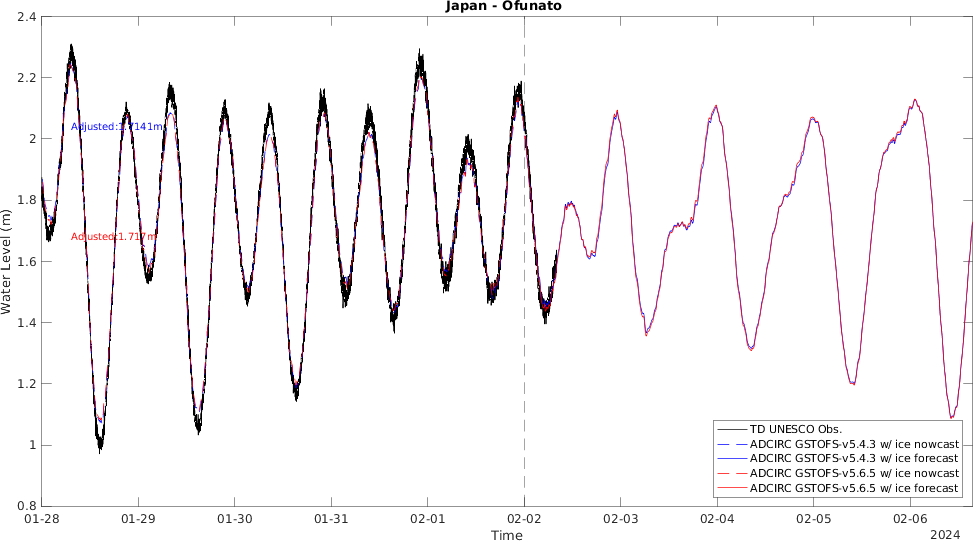 Japan - Ofunato
Water Level (m)
2.4
2.2
2
1.8
1.6
1.4
1.2
1
0.8
Adjusted:1.7141m
Adjusted:1.717m
TD UNESCO Obs.
ADCIRC GSTOFS-v5.4.3 w/ ice nowcast
ADCIRC GSTOFS-v5.4.3 w/ ice forecast
ADCIRC GSTOFS-v5.6.5 w/ ice nowcast
ADCIRC GSTOFS-v5.6.5 w/ ice forecast
01-28 01-29 01-30 01-31 02-01 02-02 02-03 02-04 02-05 02-06
Time
2024